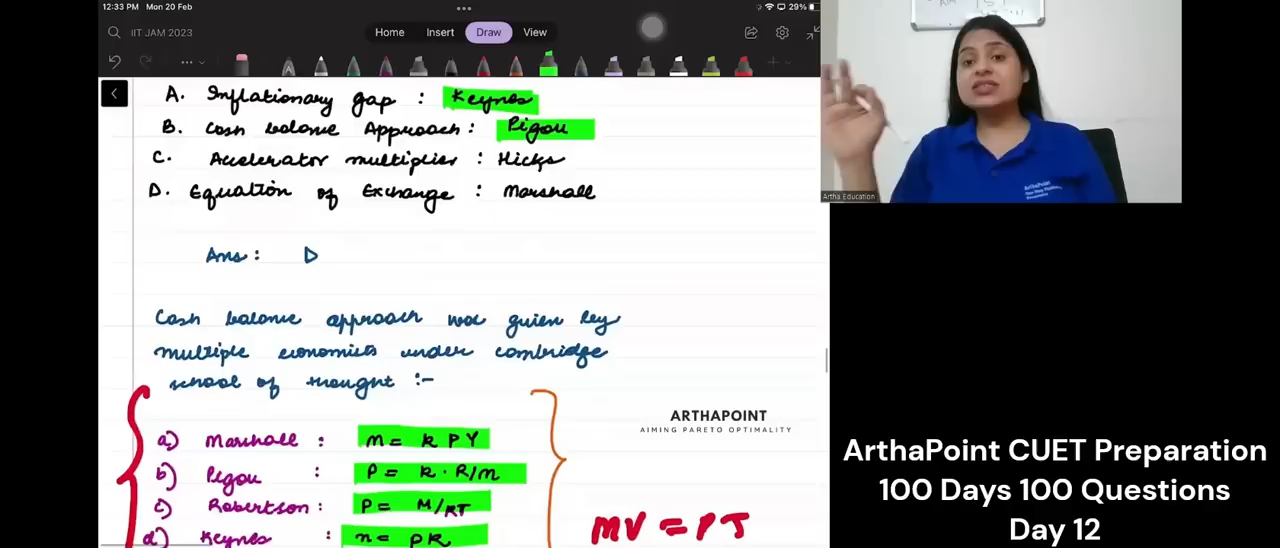 12:33 PM Mon 20 Feb
29%
IIT JAM 2023
Home Insert Draw View
A. Inflationary gap : Keynes
B. Cash balance Approach : Pigou
C. Accelerator multiplier : Hicks
D. Equation of Exchange : Marshall
Ans : D
Cash balance approach was given by
multiple economists under cambridge
school of thought :-
a) Marshall : M = k P Y
b) Pigou : P = k · R/M
c) Robertson : P = M/RT
d) Keynes : n = PR
MV = PT
ARTHAPOINT
AIMING PARETO OPTIMALITY
ArthaPoint
Artha Education
ArthaPoint CUET Preparation
100 Days 100 Questions
Day 12